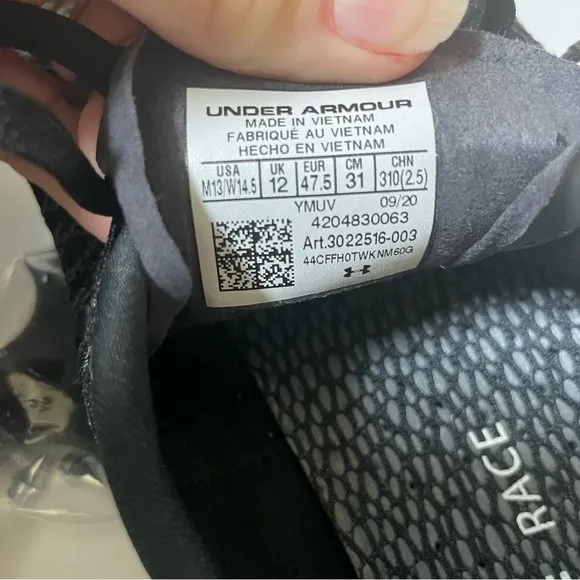 UNDER ARMOUR
MADE IN VIETNAM
FABRIQUÉ AU VIETNAM
HECHO EN VIETNAM
USA UK EUR CM CHN
M13/W14.5 12 47.5 31 310(2.5)
YMUV 09/20
4204830063
Art.3022516-003
44CFFH0TWKNM60G
RACE